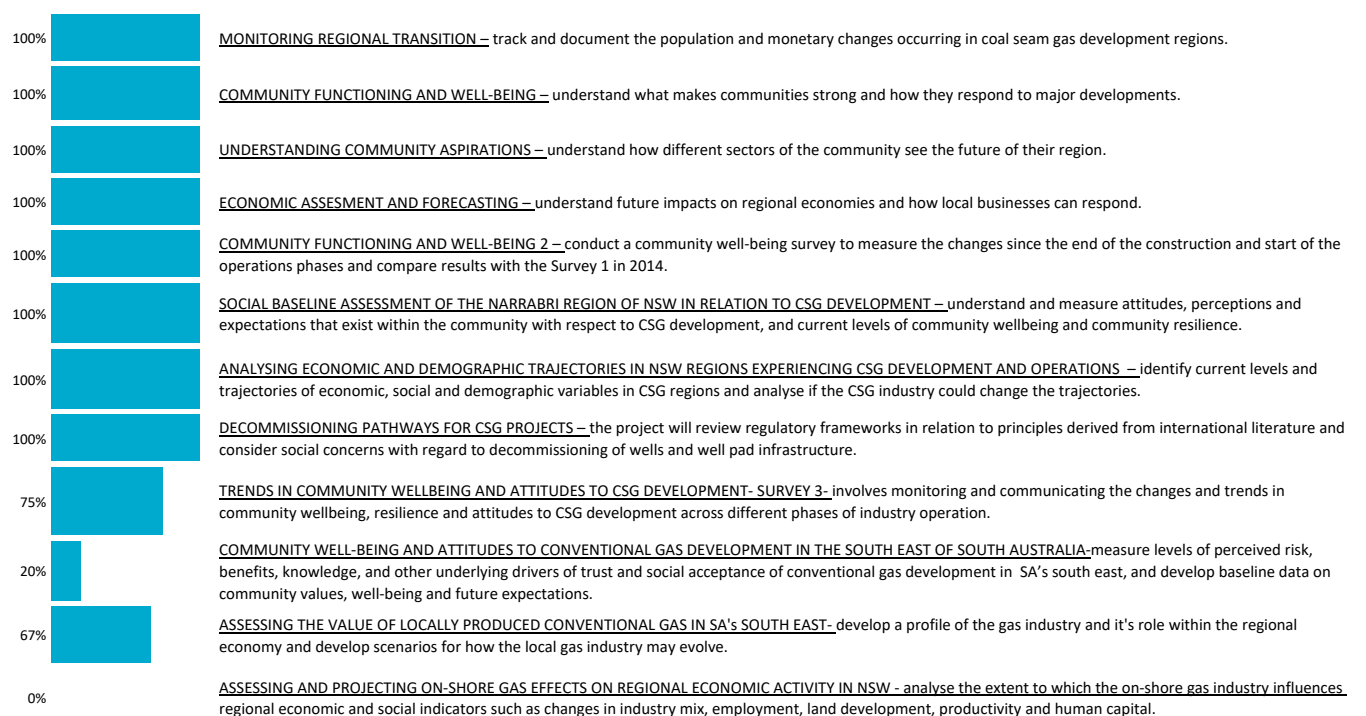 100% MONITORING REGIONAL TRANSITION – track and document the population and monetary changes occurring in coal seam gas development regions.
100% COMMUNITY FUNCTIONING AND WELL-BEING – understand what makes communities strong and how they respond to major developments.
100% UNDERSTANDING COMMUNITY ASPIRATIONS – understand how different sectors of the community see the future of their region.
100% ECONOMIC ASSESMENT AND FORECASTING – understand future impacts on regional economies and how local businesses can respond.
100% COMMUNITY FUNCTIONING AND WELL-BEING 2 – conduct a community well-being survey to measure the changes since the end of the construction and start of the
operations phases and compare results with the Survey 1 in 2014.
100% SOCIAL BASELINE ASSESSMENT OF THE NARRABRI REGION OF NSW IN RELATION TO CSG DEVELOPMENT – understand and measure attitudes, perceptions and
expectations that exist within the community with respect to CSG development, and current levels of community wellbeing and community resilience.
100% ANALYSING ECONOMIC AND DEMOGRAPHIC TRAJECTORIES IN NSW REGIONS EXPERIENCING CSG DEVELOPMENT AND OPERATIONS – identify current levels and
trajectories of economic, social and demographic variables in CSG regions and analyse if the CSG industry could change the trajectories.
100% DECOMMISSIONING PATHWAYS FOR CSG PROJECTS – the project will review regulatory frameworks in relation to principles derived from international literature and
consider social concerns with regard to decommissioning of wells and well pad infrastructure.
75% TRENDS IN COMMUNITY WELLBEING AND ATTITUDES TO CSG DEVELOPMENT- SURVEY 3- involves monitoring and communicating the changes and trends in
community wellbeing, resilience and attitudes to CSG development across different phases of industry operation.
20% COMMUNITY WELL-BEING AND ATTITUDES TO CONVENTIONAL GAS DEVELOPMENT IN THE SOUTH EAST OF SOUTH AUSTRALIA-measure levels of perceived risk,
benefits, knowledge, and other underlying drivers of trust and social acceptance of conventional gas development in SA's south east, and develop baseline data on
community values, well-being and future expectations.
67% ASSESSING THE VALUE OF LOCALLY PRODUCED CONVENTIONAL GAS IN SA's SOUTH EAST- develop a profile of the gas industry and it's role within the regional
economy and develop scenarios for how the local gas industry may evolve.
0% ASSESSING AND PROJECTING ON-SHORE GAS EFFECTS ON REGIONAL ECONOMIC ACTIVITY IN NSW - analyse the extent to which the on-shore gas industry influences
regional economic and social indicators such as changes in industry mix, employment, land development, productivity and human capital.